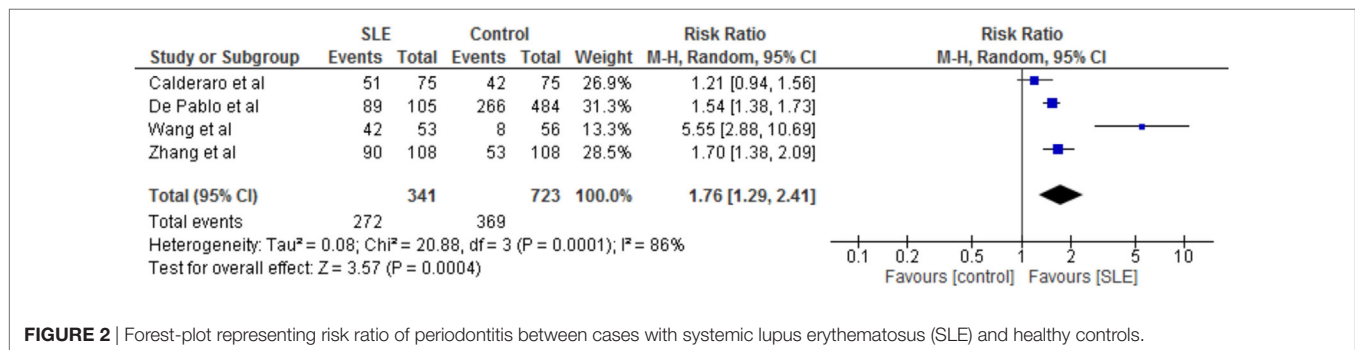 SLE Control Risk Ratio Risk Ratio
Study or Subgroup Events Total Events Total Weight M-H, Random, 95% CI M-H, Random, 95% CI
Calderaro et al 51 75 42 75 26.9% 1.21 [0.94, 1.56]
De Pablo et al 89 105 266 484 31.3% 1.54 [1.38, 1.73]
Wang et al 42 53 8 56 13.3% 5.55 [2.88, 10.69]
Zhang et al 90 108 53 108 28.5% 1.70 [1.38, 2.09]
Total (95% CI) 341 723 100.0% 1.76 [1.29, 2.41]
Total events 272 369
Heterogeneity: Tau² = 0.08; Chi² = 20.88, df = 3 (P = 0.0001); I² = 86%
Test for overall effect: Z = 3.57 (P = 0.0004)
0.1 0.2 0.5 1 2 5 10
Favours [control] Favours [SLE]
FIGURE 2 | Forest-plot representing risk ratio of periodontitis between cases with systemic lupus erythematosus (SLE) and healthy controls.